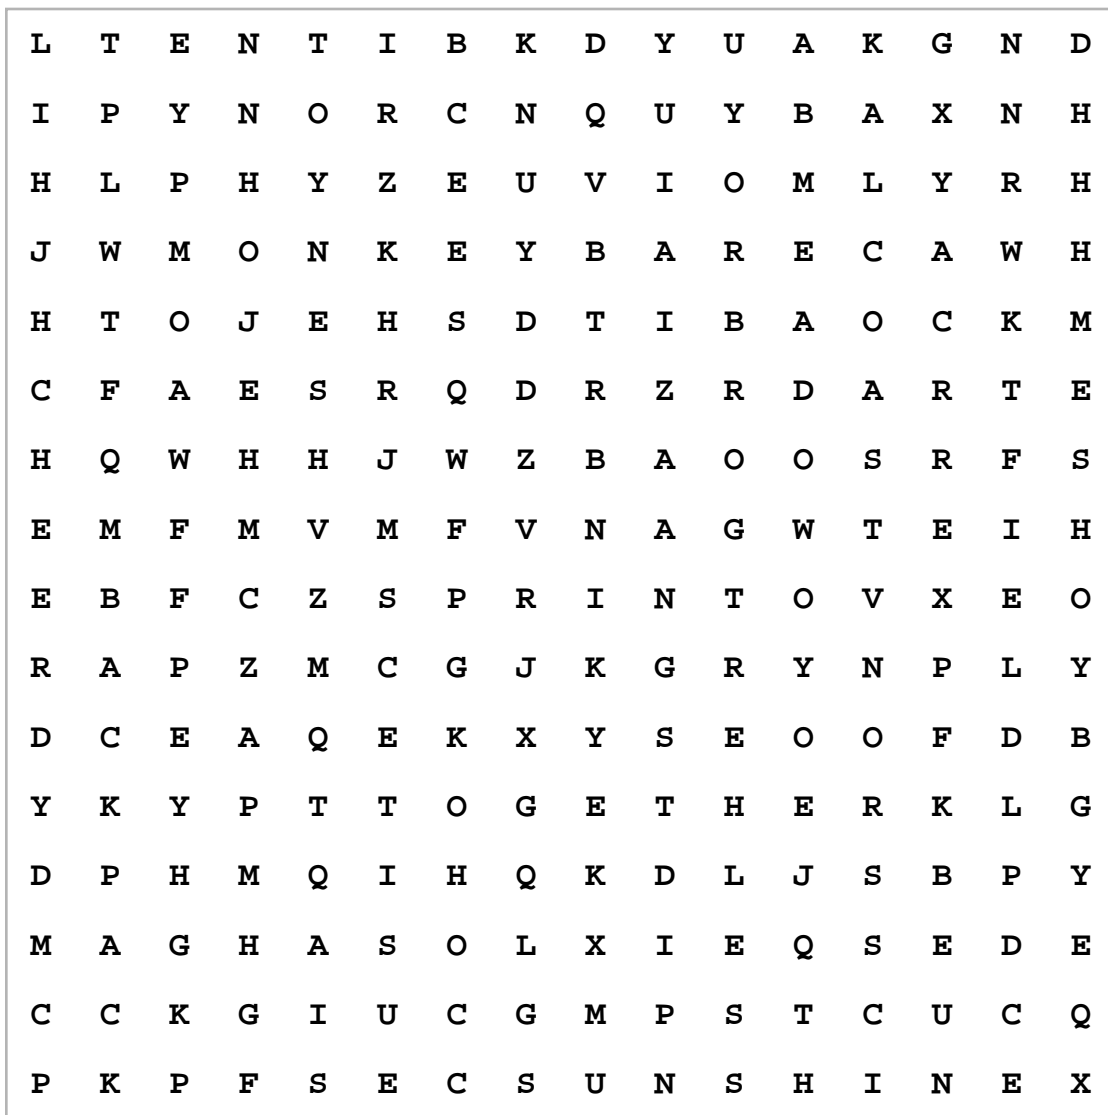 L T E N T I B K D Y U A K G N D
I P Y N O R C N Q U Y B A X N H
H L P H Y Z E U V I O M L Y R H
J W M O N K E Y B A R E C A W H
H T O J E H S D T I B A O C K M
C F A E S R Q D R Z R D A R T E
H Q W H H J W Z B A O O S R F S
E M F M V M F V N A G W T E I H
E B F C Z S P R I N T O V X E O
R A P Z M C G J K G R Y N P L Y
D C E A Q E K X Y S E O O F D B
Y K Y P T T O G E T H E R K L G
D P H M Q I H Q K D L J S B P Y
M A G H A S O L X I E Q S E D E
C C K G I U C G M P S T C U C Q
P K P F S E C S U N S H I N E X